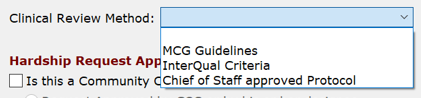 Clinical Review Method:
MCG Guidelines
Hardship Request App
InterQual Criteria
Is this a Community C
Chief of Staff approved Protocol